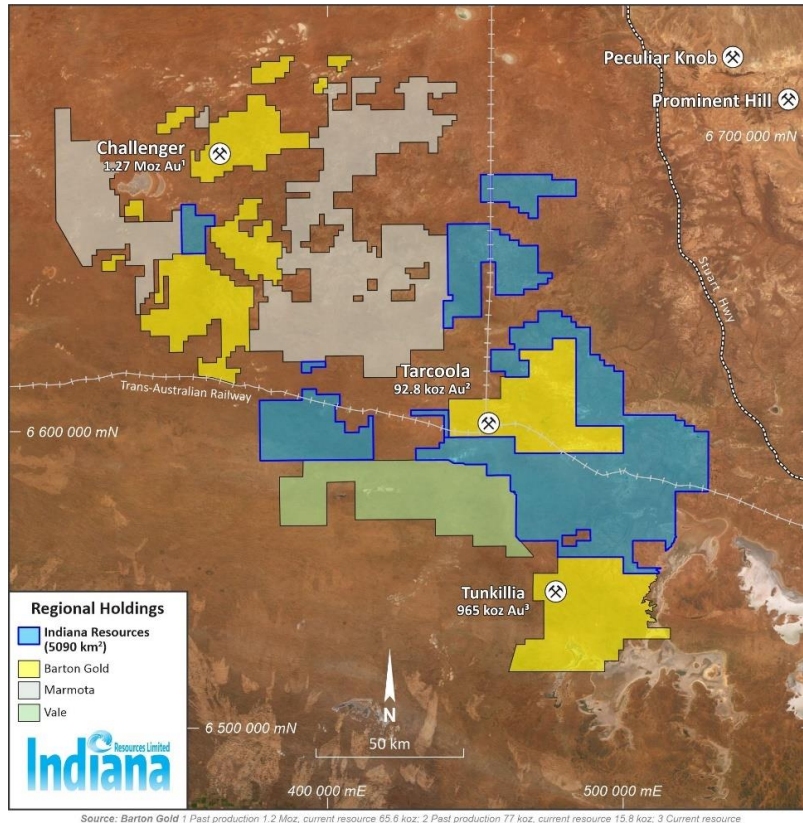 Peculiar Knob
Prominent Hill
6 700 000 mN
Challenger
1.27 Moz Au¹
Stuart Hwy
Tarcoola
92.8 koz Au²
Trans-Australian Railway
6 600 000 mN
Tunkillia
965 koz Au³
Regional Holdings
Indiana Resources
(5090 km²)
Barton Gold
Marmota
Vale
Resources Limited
Indiana
N
50 km
6 500 000 mN
400 000 mE
500 000 mE
Source: Barton Gold 1 Past production 1.2 Moz, current resource 65.6 koz; 2 Past production 77 koz, current resource 15.8 koz; 3 Current resource